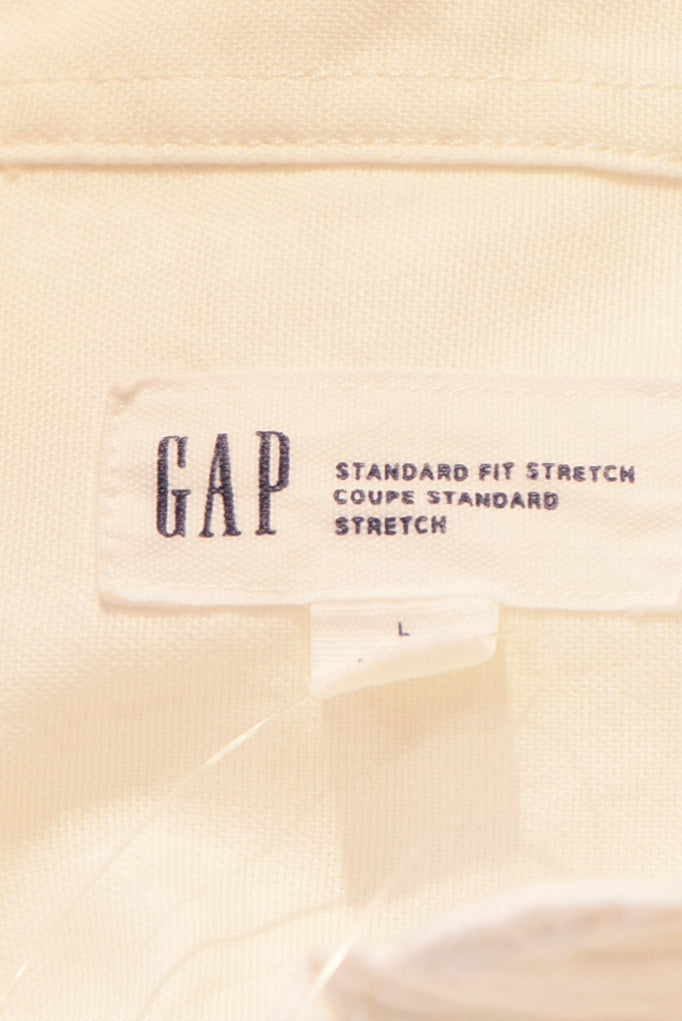 GAP
STANDARD FIT STRETCH
COUPE STANDARD
STRETCH
L